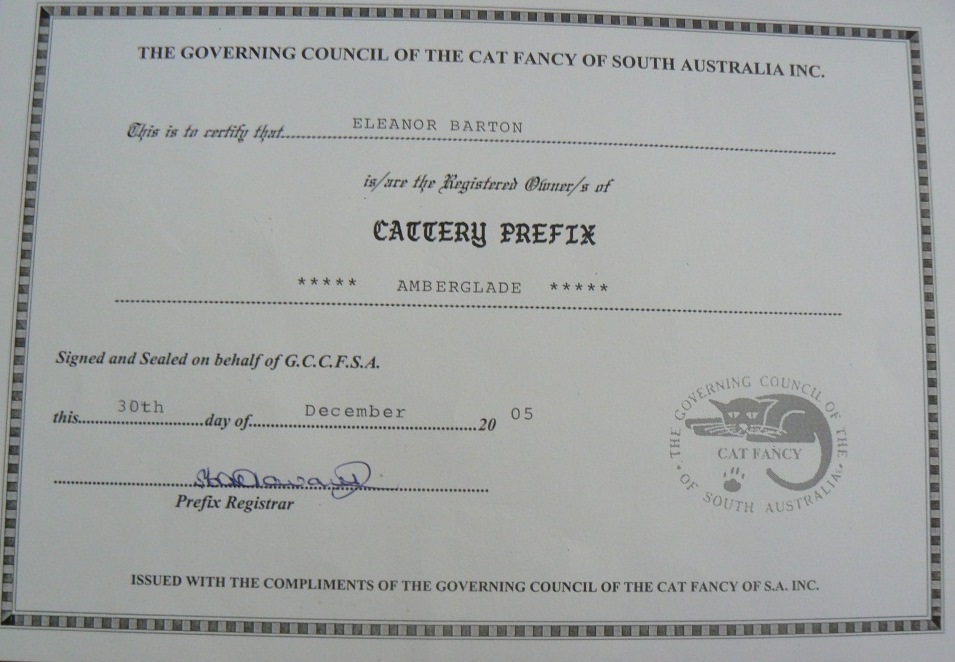 THE GOVERNING COUNCIL OF THE CAT FANCY OF SOUTH AUSTRALIA INC.
This is to certify that.......... ELEANOR BARTON
is/are the Registered Owner/s of
CATTERY PREFIX
***** AMBERGLADE *****
Signed and Sealed on behalf of G.C.C.F.S.A.
this..........30th..........day of..........December..........20 05
Prefix Registrar
THE GOVERNING COUNCIL OF THE
CAT FANCY
OF SOUTH AUSTRALIA
ISSUED WITH THE COMPLIMENTS OF THE GOVERNING COUNCIL OF THE CAT FANCY OF S.A. INC.